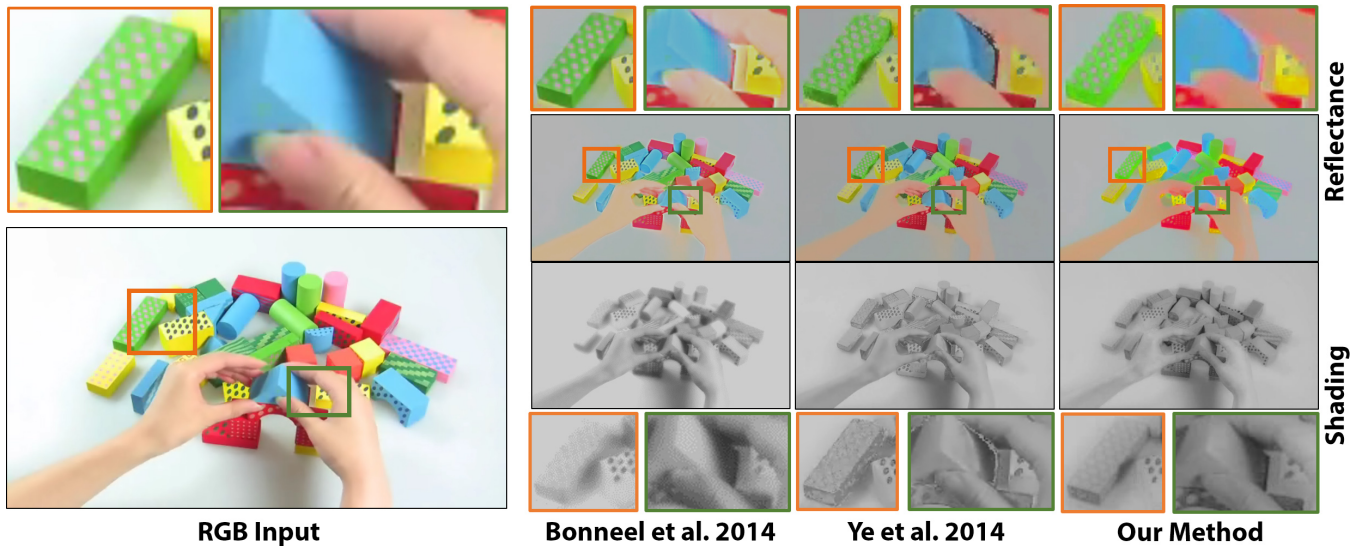 Reflectance
Shading
RGB Input
Bonneel et al. 2014
Ye et al. 2014
Our Method